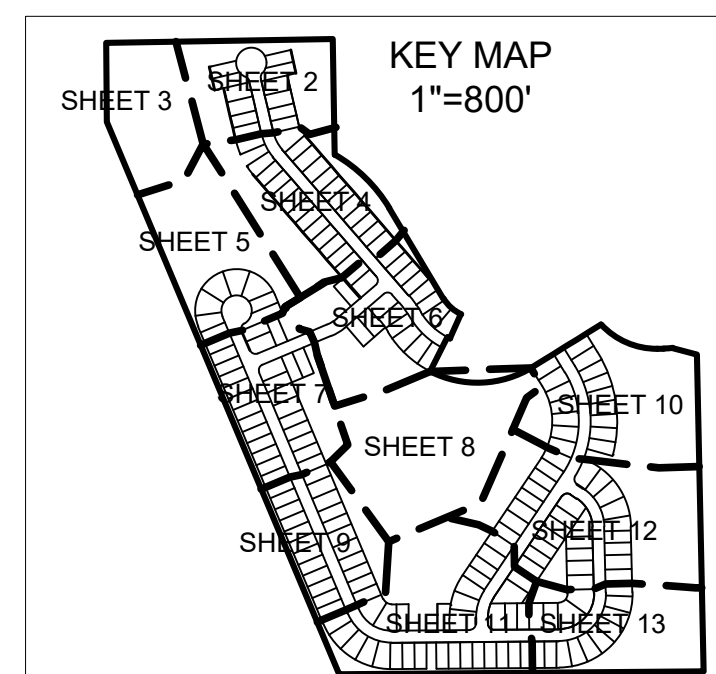 KEY MAP
1"=800'
SHEET 2
SHEET 3
SHEET 4
SHEET 5
SHEET 6
SHEET 7
SHEET 10
SHEET 8
SHEET 12
SHEET 9
SHEET 11
SHEET 13